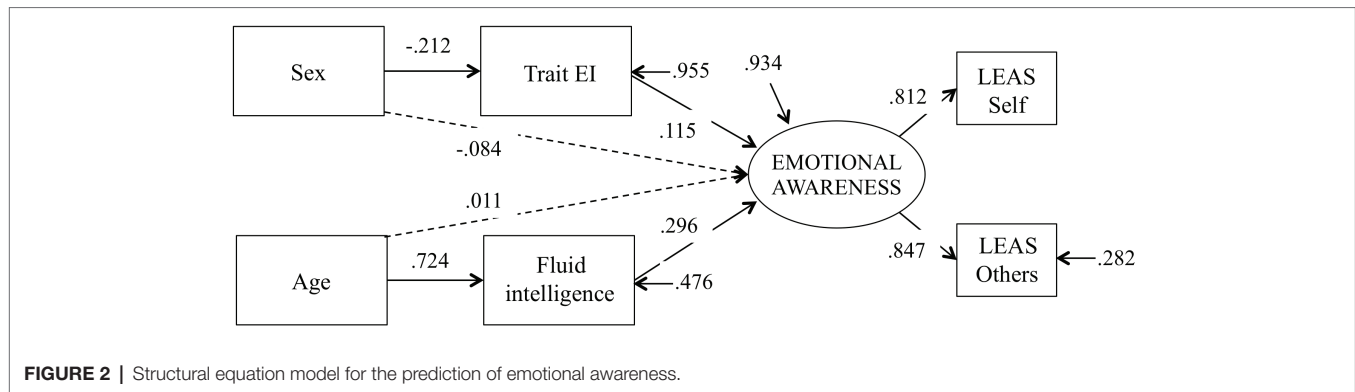 -.212
Sex
Trait EI
.955
.934
.812
LEAS
Self
-.084
.115
EMOTIONAL
AWARENESS
.011
.296
.847
LEAS
Others
.282
Age
.724
Fluid
intelligence
.476
FIGURE 2 | Structural equation model for the prediction of emotional awareness.